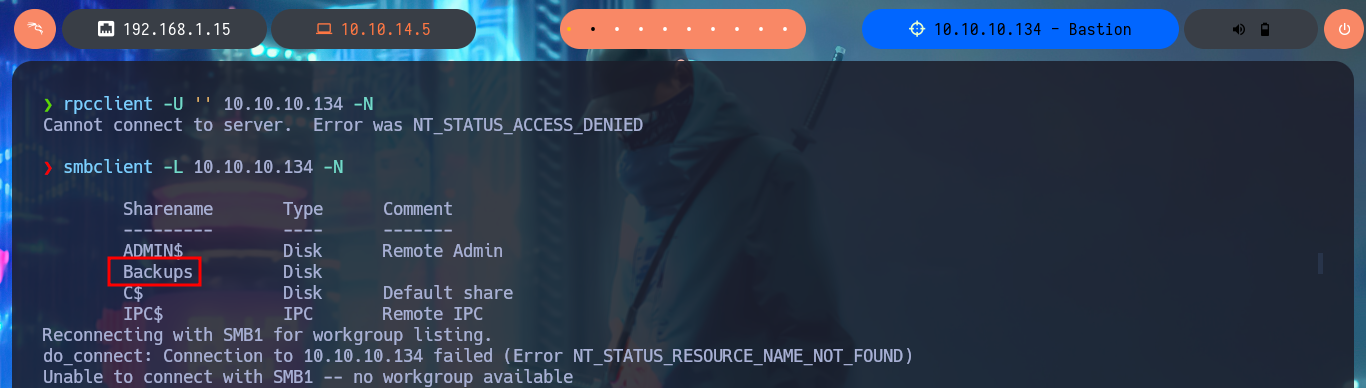 192.168.1.15 10.10.14.5 10.10.10.134 - Bastion
❯ rpcclient -U '' 10.10.10.134 -N
Cannot connect to server.  Error was NT_STATUS_ACCESS_DENIED
❯ smbclient -L 10.10.10.134 -N
Sharename       Type      Comment
---------       ----      -------
ADMIN$          Disk      Remote Admin
Backups         Disk
C$              Disk      Default share
IPC$            IPC       Remote IPC
Reconnecting with SMB1 for workgroup listing.
do_connect: Connection to 10.10.10.134 failed (Error NT_STATUS_RESOURCE_NAME_NOT_FOUND)
Unable to connect with SMB1 -- no workgroup available